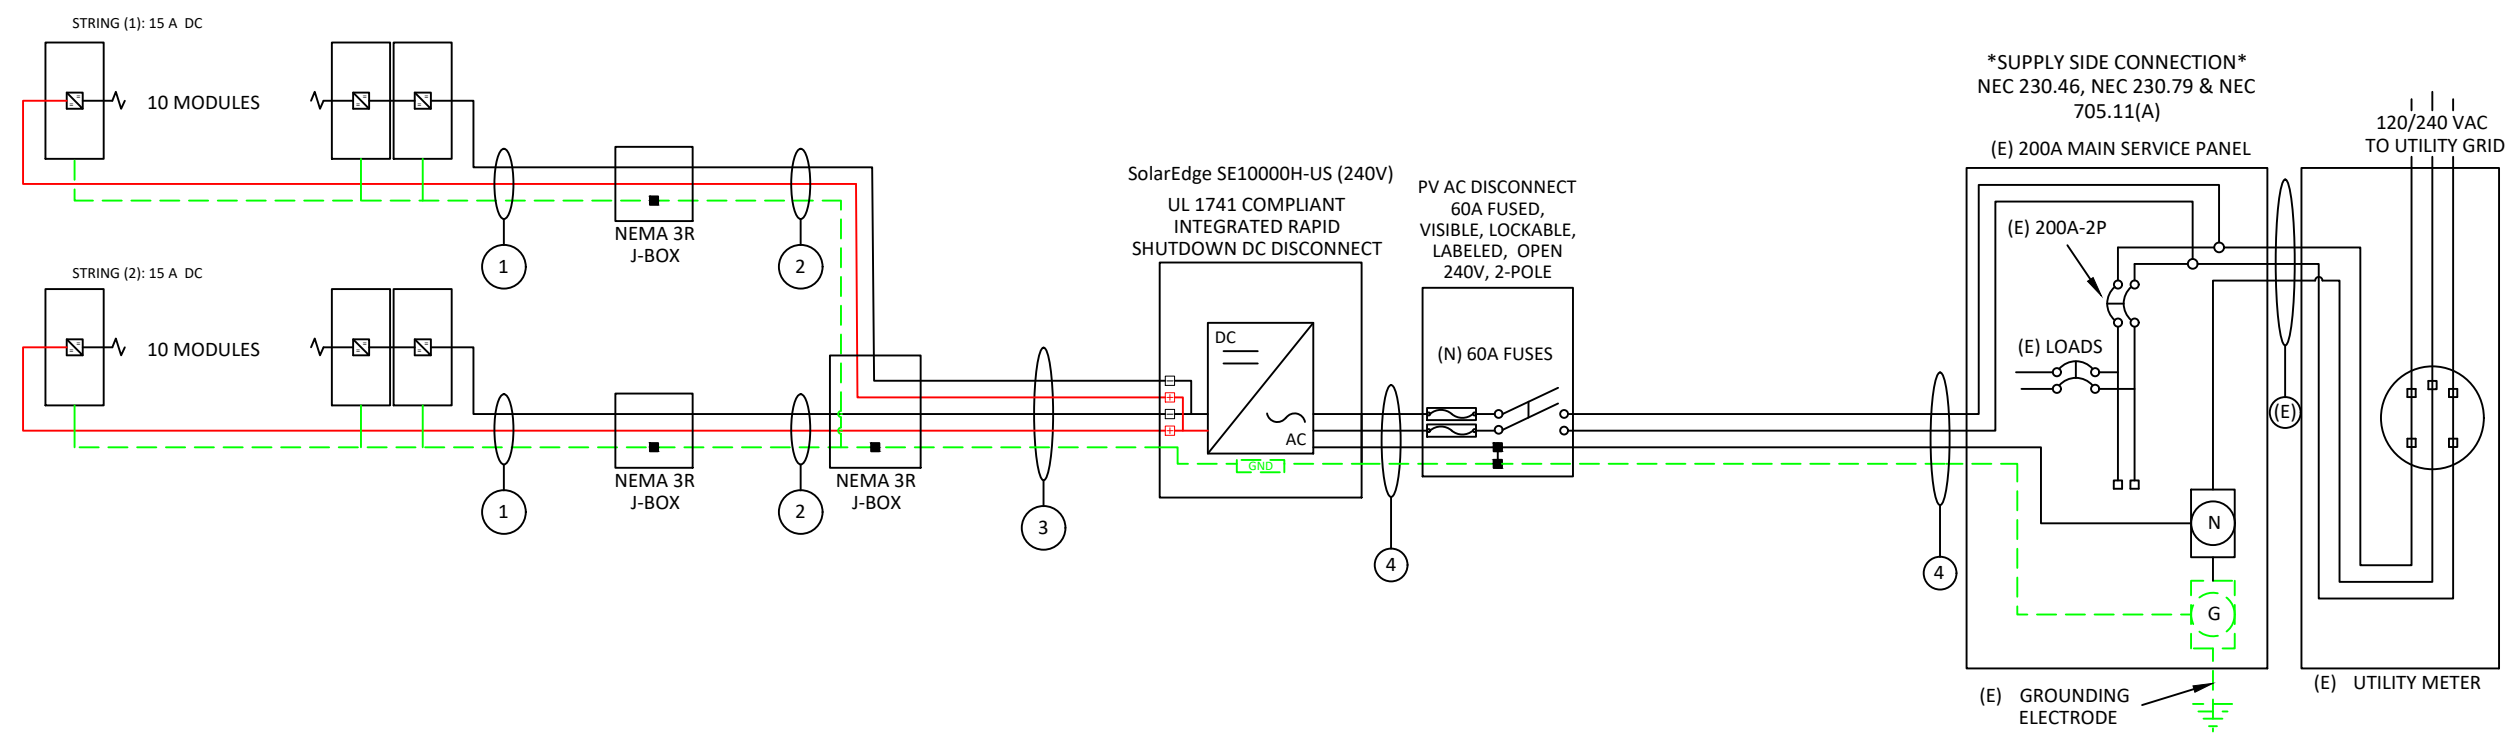 STRING (1): 15 A  DC
10 MODULES
1
NEMA 3R
J-BOX
2
STRING (2): 15 A  DC
10 MODULES
1
NEMA 3R
J-BOX
2
NEMA 3R
J-BOX
3
SolarEdge SE10000H-US (240V)
UL 1741 COMPLIANT
INTEGRATED RAPID
SHUTDOWN DC DISCONNECT
DC
AC
GND
4
PV AC DISCONNECT
60A FUSED,
VISIBLE, LOCKABLE,
LABELED,  OPEN
240V, 2-POLE
(N) 60A FUSES
4
*SUPPLY SIDE CONNECTION*
NEC 230.46, NEC 230.79 & NEC
705.11(A)
(E) 200A MAIN SERVICE PANEL
(E) 200A-2P
(E) LOADS
N
G
(E)   GROUNDING
ELECTRODE
(E)
120/240 VAC
TO UTILITY GRID
(E)   UTILITY METER